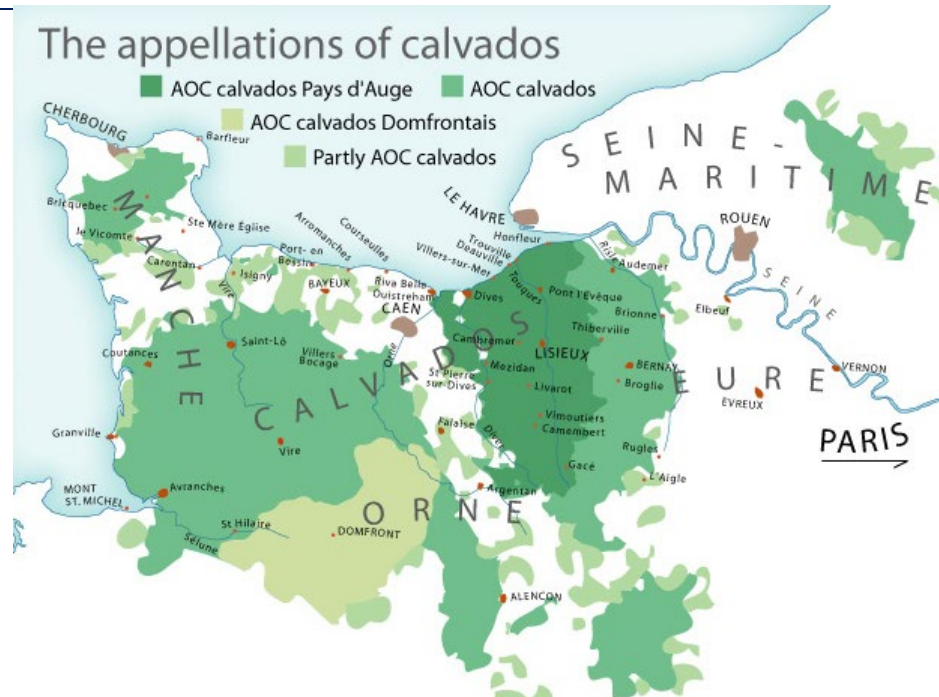 The appellations of calvados
AOC calvados Pays d'Auge
AOC calvados
AOC calvados Domfrontais
Partly AOC calvados
CHERBOURG
Barfleur
SEINE-
MARITIME
LE HAVRE
ROUEN
Honfleur
Bricquebec
le Vicomte
Ste Mère Église
MANCHE
Carentan
Isigny
Vire
Port- en
Bessin
Arromanches
Courseulles
BAYEUX
Riva Bella
Ouistreham
CAEN
Villers-sur-Mer
Trouville
Deauville
Touques
Dives
Risle
Audemer
Pont l'Evêque
SEINE
Elbeuf
Brionne
Thiberville
Coutances
Saint-Lô
Villers
Bocage
Orne
Cambremer
LISIEUX
Mezidan
St Pierre
sur-Dives
Livarot
BERNAY
Broglie
EURE
EVREUX
VERNON
CALVADOS
Vimoutiers
Camembert
Granville
Vire
Falaise
Dives
Rugles
PARIS
MONT
ST. MICHEL
Avranches
Gacé
L'Aigle
Argentan
ORNE
St Hilaire
Sélune
DOMFRONT
ALENCON